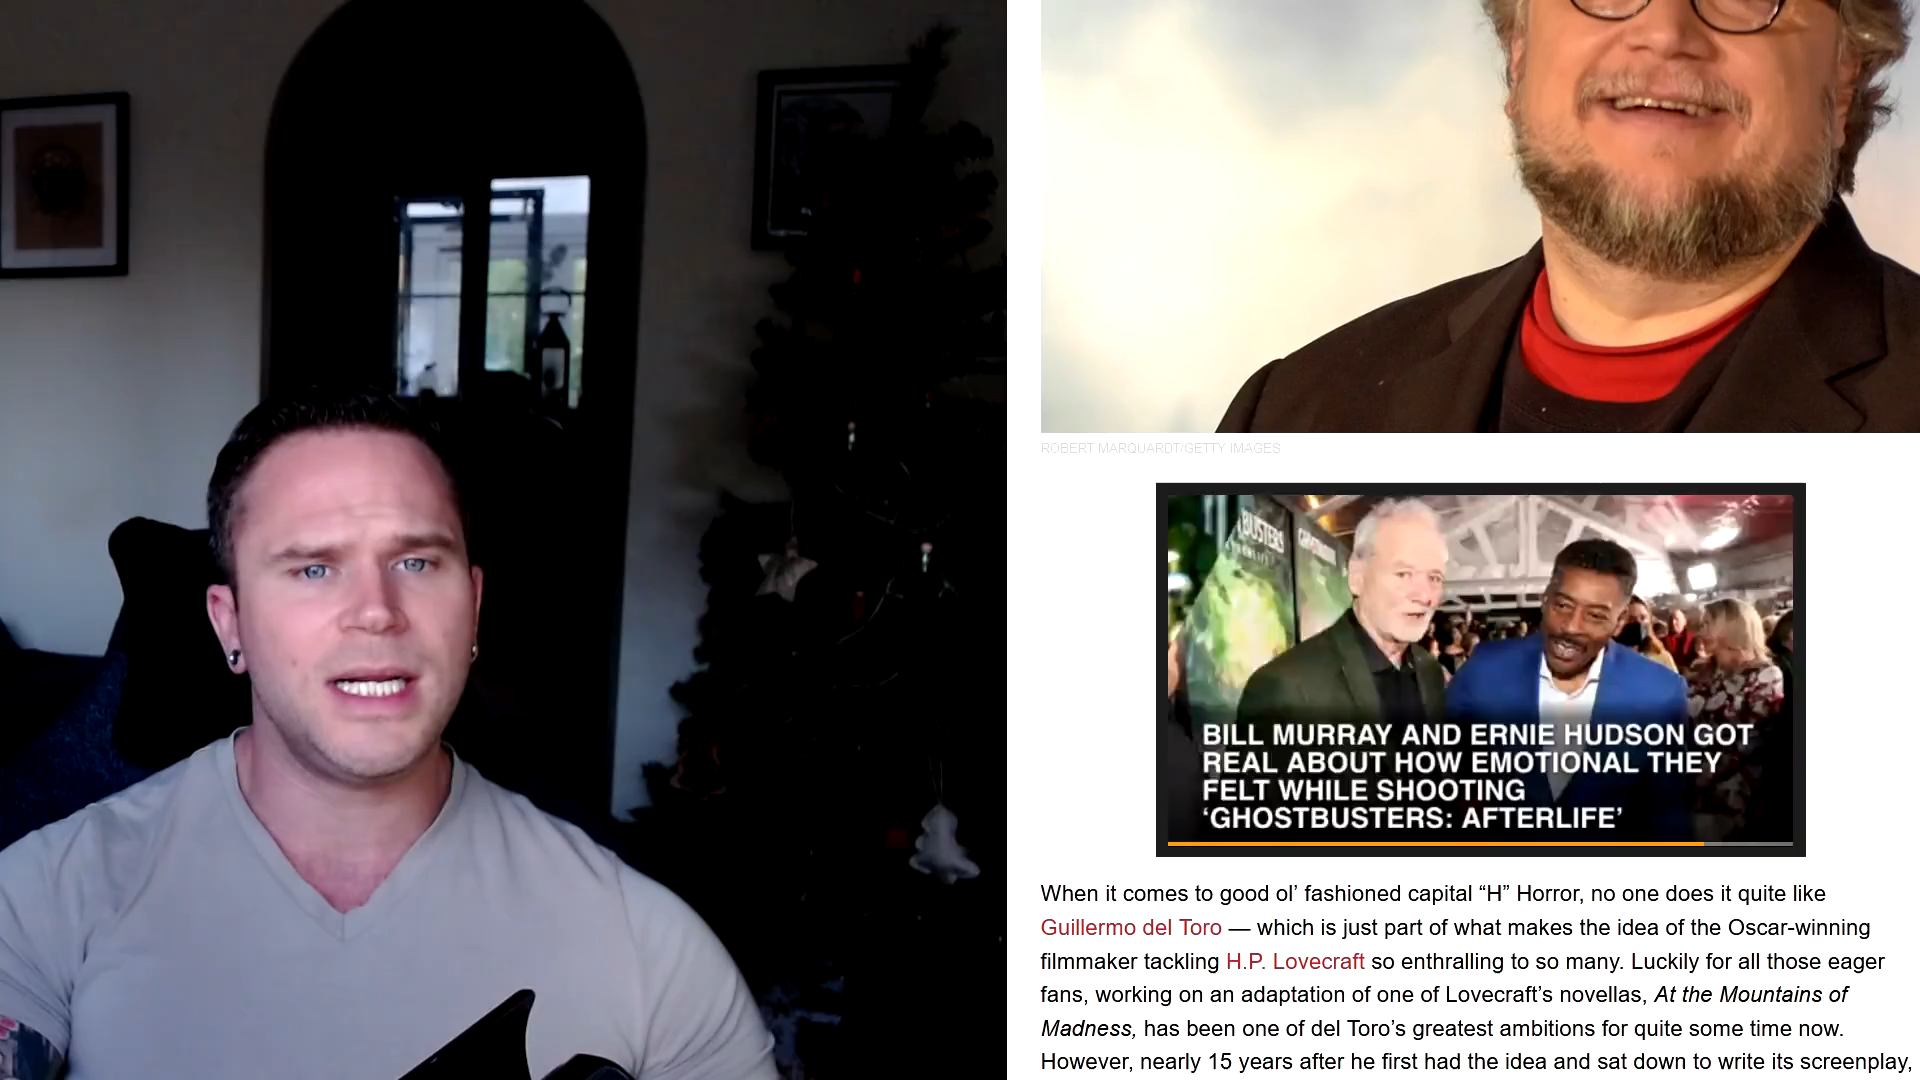 ROBERT MARQUARDT/GETTY IMAGES
BUSTERS
BILL MURRAY AND ERNIE HUDSON GOT
REAL ABOUT HOW EMOTIONAL THEY
FELT WHILE SHOOTING
‘GHOSTBUSTERS: AFTERLIFE’
When it comes to good ol’ fashioned capital “H” Horror, no one does it quite like
Guillermo del Toro — which is just part of what makes the idea of the Oscar-winning
filmmaker tackling H.P. Lovecraft so enthralling to so many. Luckily for all those eager
fans, working on an adaptation of one of Lovecraft’s novellas, At the Mountains of
Madness, has been one of del Toro’s greatest ambitions for quite some time now.
However, nearly 15 years after he first had the idea and sat down to write its screenplay,